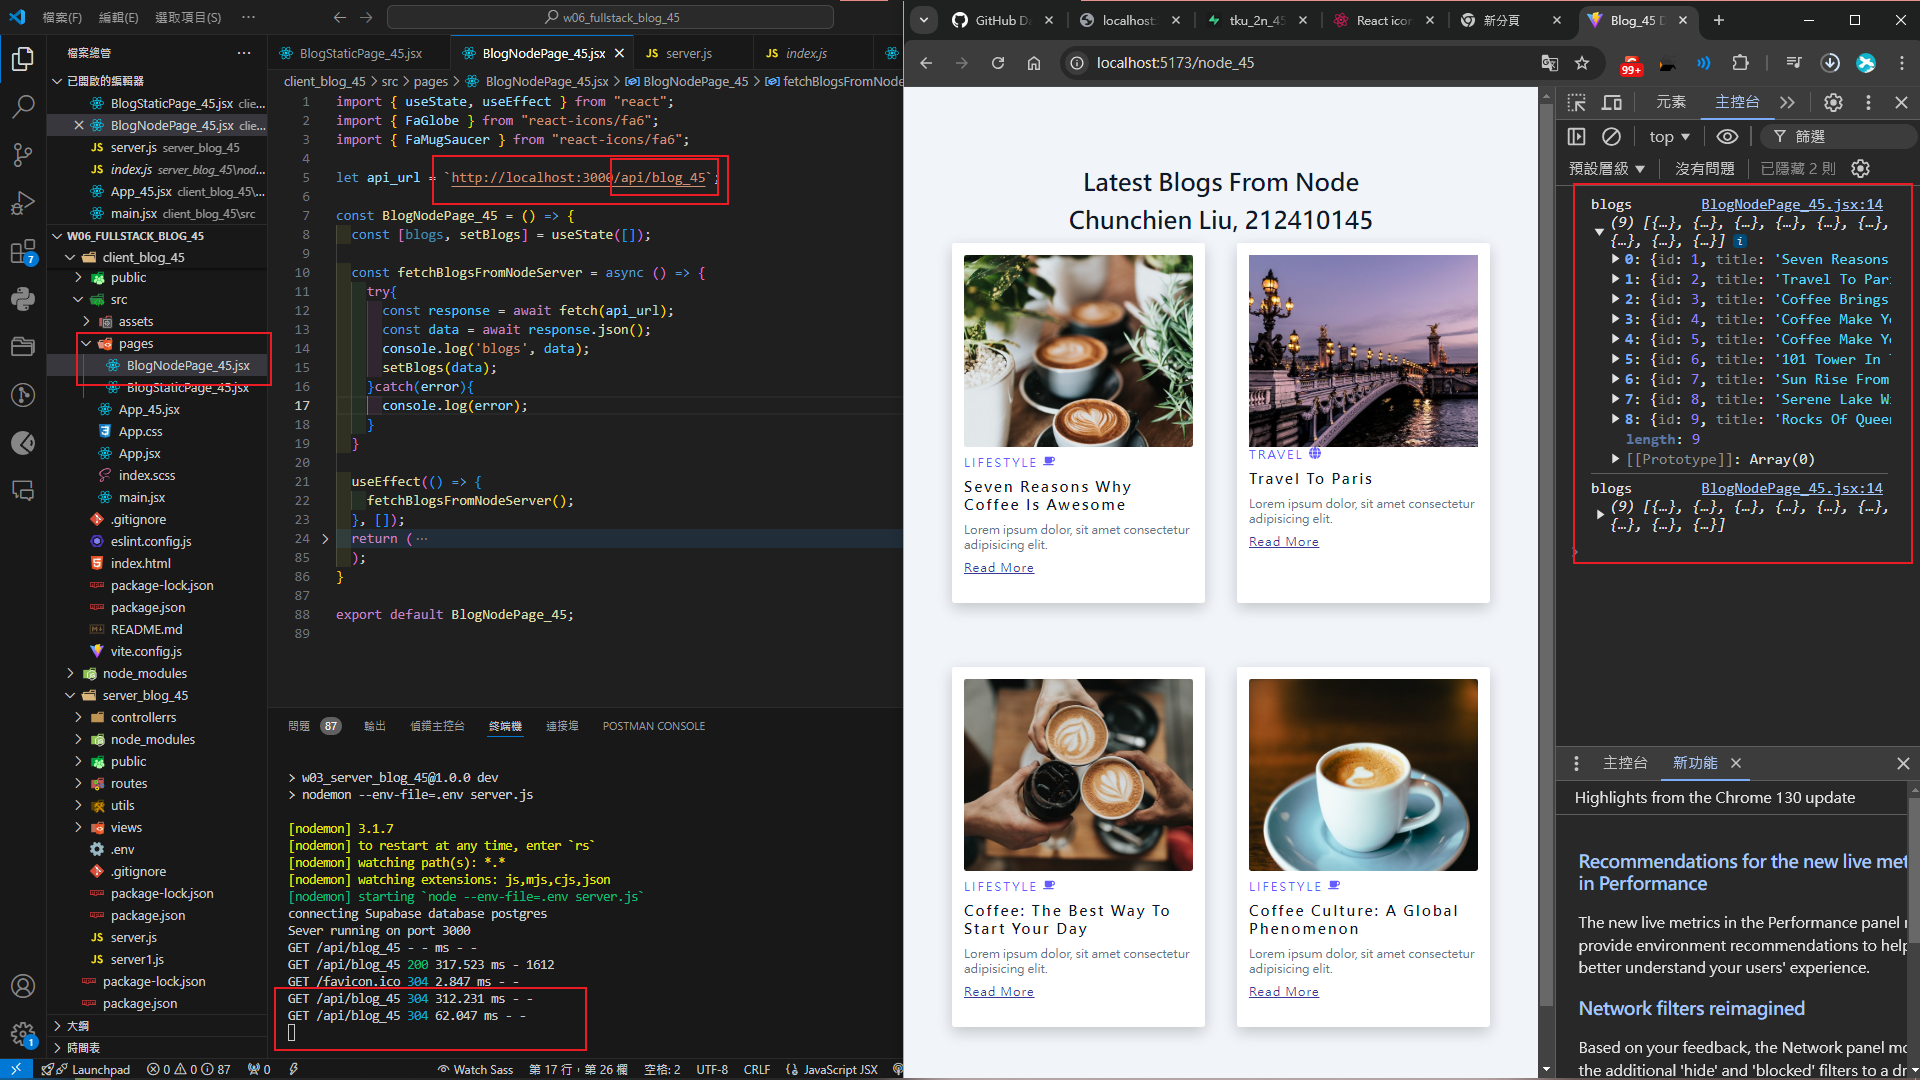 檔案(F) 編輯(E) 選取項目(S) ··· w06_fullstack_blog_45
檔案總管 ···
已開啟的編輯器
BlogStaticPage_45.jsx clie...
BlogNodePage_45.jsx clie...
JS server.js server_blog_45
JS index.js server_blog_45\nod...
App_45.jsx client_blog_45\...
main.jsx client_blog_45\src
W06_FULLSTACK_BLOG_45
client_blog_45
public
src
assets
pages
BlogNodePage_45.jsx
BlogStaticPage_45.jsx
App_45.jsx
App.css
App.jsx
index.scss
main.jsx
.gitignore
eslint.config.js
index.html
package-lock.json
package.json
README.md
vite.config.js
node_modules
server_blog_45
controllerrs
node_modules
public
routes
utils
views
.env
.gitignore
package-lock.json
package.json
JS server.js
JS server1.js
package-lock.json
package.json
大綱
時間表
7
1
BlogStaticPage_45.jsx BlogNodePage_45.jsx JS server.js JS index.js
client_blog_45 > src > pages > BlogNodePage_45.jsx > BlogNodePage_45 > fetchBlogsFromNode
1 import { useState, useEffect } from "react";
2 import { FaGlobe } from "react-icons/fa6";
3 import { FaMugSaucer } from "react-icons/fa6";
4
5 let api_url = `http://localhost:3000/api/blog_45`;
6
7 const BlogNodePage_45 = () => {
8 const [blogs, setBlogs] = useState([]);
9
10 const fetchBlogsFromNodeServer = async () => {
11 try{
12 const response = await fetch(api_url);
13 const data = await response.json();
14 console.log('blogs', data);
15 setBlogs(data);
16 }catch(error){
17 console.log(error);
18 }
19 }
20
21 useEffect(() => {
22 fetchBlogsFromNodeServer();
23 }, []);
24 return ( ···
85 );
86 }
87
88 export default BlogNodePage_45;
89
問題 87 輸出 偵錯主控台 終端機 連接埠 POSTMAN CONSOLE
> w03_server_blog_45@1.0.0 dev
> nodemon --env-file=.env server.js
[nodemon] 3.1.7
[nodemon] to restart at any time, enter `rs`
[nodemon] watching path(s): *.*
[nodemon] watching extensions: js,mjs,cjs,json
[nodemon] starting `node --env-file=.env server.js`
connecting Supabase database postgres
Sever running on port 3000
GET /api/blog_45 - - ms - -
GET /api/blog_45 200 317.523 ms - 1612
GET /favicon.ico 304 2.847 ms - -
GET /api/blog_45 304 312.231 ms - -
GET /api/blog_45 304 62.047 ms - -
Launchpad 0 0 87 0 Watch Sass 第 17 行，第 26 欄 空格: 2 UTF-8 CRLF JavaScript JSX
GitHub Da localhost: tku_2n_45 React icon 新分頁 Blog_45 D
localhost:5173/node_45
99+
Latest Blogs From Node
Chunchien Liu, 212410145
LIFESTYLE
Seven Reasons Why
Coffee Is Awesome
Lorem ipsum dolor, sit amet consectetur
adipisicing elit.
Read More
TRAVEL
Travel To Paris
Lorem ipsum dolor, sit amet consectetur
adipisicing elit.
Read More
LIFESTYLE
Coffee: The Best Way To
Start Your Day
Lorem ipsum dolor, sit amet consectetur
adipisicing elit.
Read More
LIFESTYLE
Coffee Culture: A Global
Phenomenon
Lorem ipsum dolor, sit amet consectetur
adipisicing elit.
Read More
元素 主控台
top 篩選
預設層級 沒有問題 已隱藏 2 則
blogs BlogNodePage_45.jsx:14
(9) [{…}, {…}, {…}, {…}, {…}, {…},
{…}, {…}, {…}] i
0: {id: 1, title: 'Seven Reasons
1: {id: 2, title: 'Travel To Par
2: {id: 3, title: 'Coffee Brings
3: {id: 4, title: 'Coffee Make Yo
4: {id: 5, title: 'Coffee Make Yo
5: {id: 6, title: '101 Tower In T
6: {id: 7, title: 'Sun Rise From
7: {id: 8, title: 'Serene Lake Wi
8: {id: 9, title: 'Rocks Of Queen
length: 9
[[Prototype]]: Array(0)
blogs BlogNodePage_45.jsx:14
(9) [{…}, {…}, {…}, {…}, {…}, {…},
{…}, {…}, {…}]
主控台 新功能
Highlights from the Chrome 130 update
Recommendations for the new live met
in Performance
The new live metrics in the Performance panel r
provide environment recommendations to help
better understand your users' experience.
Network filters reimagined
Based on your feedback, the Network panel mo
the additional 'hide' and 'blocked' filters to a dr